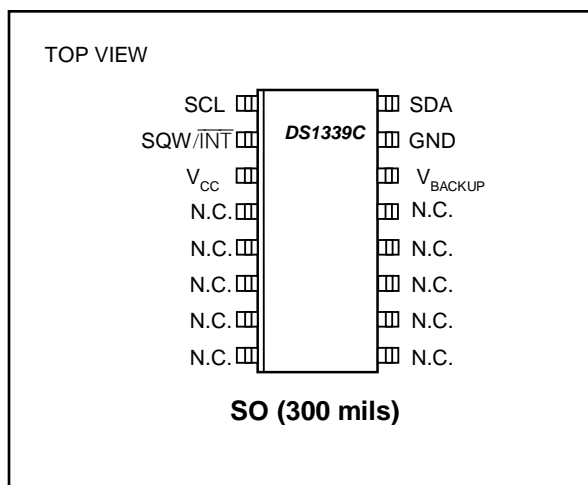 TOP VIEW
SCL DS1339C SDA
SQW/INT GND
VCC VBACKUP
N.C. N.C.
N.C. N.C.
N.C. N.C.
N.C. N.C.
N.C. N.C.
SO (300 mils)